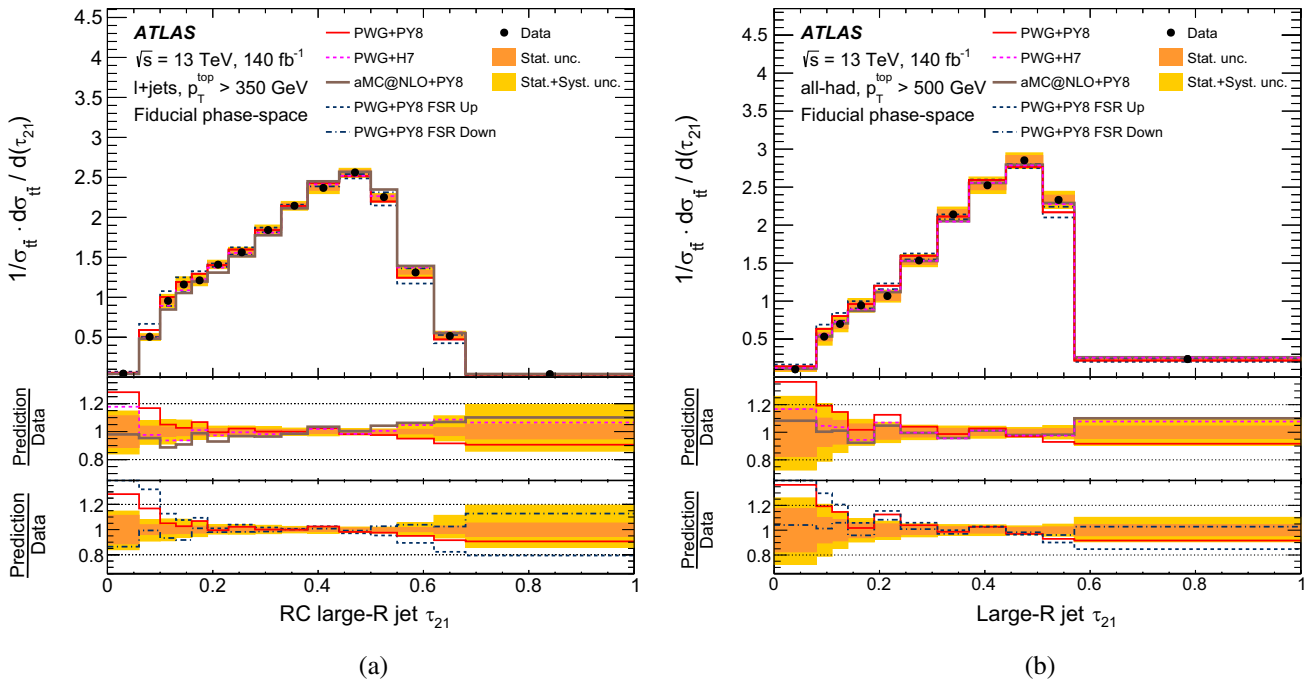 ATLAS
√s = 13 TeV, 140 fb⁻¹
l+jets, p_T^top > 350 GeV
Fiducial phase-space
PWG+PY8
PWG+H7
aMC@NLO+PY8
PWG+PY8 FSR Up
PWG+PY8 FSR Down
Data
Stat. unc.
Stat.+Syst. unc.
1/σ_tt̄ · dσ_tt̄ / d(τ₂₁)
4.5
4
3.5
3
2.5
2
1.5
1
0.5
Prediction
Data
1.2
1
0.8
Prediction
Data
1.2
1
0.8
0 0.2 0.4 0.6 0.8 1
RC large-R jet τ₂₁
(a)
ATLAS
√s = 13 TeV, 140 fb⁻¹
all-had, p_T^top > 500 GeV
Fiducial phase-space
PWG+PY8
PWG+H7
aMC@NLO+PY8
PWG+PY8 FSR Up
PWG+PY8 FSR Down
Data
Stat. unc.
Stat.+Syst. unc.
1/σ_tt̄ · dσ_tt̄ / d(τ₂₁)
4.5
4
3.5
3
2.5
2
1.5
1
0.5
Prediction
Data
1.2
1
0.8
Prediction
Data
1.2
1
0.8
0 0.2 0.4 0.6 0.8 1
Large-R jet τ₂₁
(b)